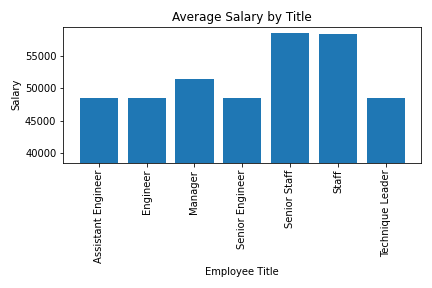 Average Salary by Title
Salary
55000
50000
45000
40000
Assistant Engineer
Engineer
Manager
Senior Engineer
Senior Staff
Staff
Technique Leader
Employee Title